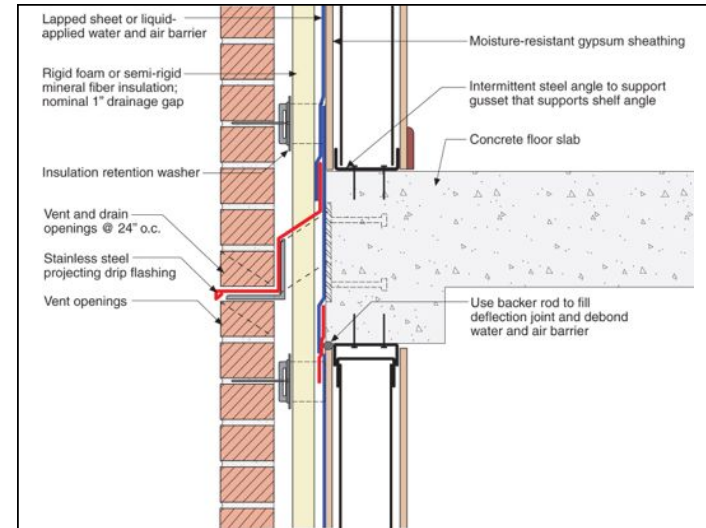 Lapped sheet or liquid-
applied water and air barrier
Rigid foam or semi-rigid
mineral fiber insulation;
nominal 1" drainage gap
Insulation retention washer
Vent and drain
openings @ 24" o.c.
Stainless steel
projecting drip flashing
Vent openings
Moisture-resistant gypsum sheathing
Intermittent steel angle to support
gusset that supports shelf angle
Concrete floor slab
Use backer rod to fill
deflection joint and debond
water and air barrier